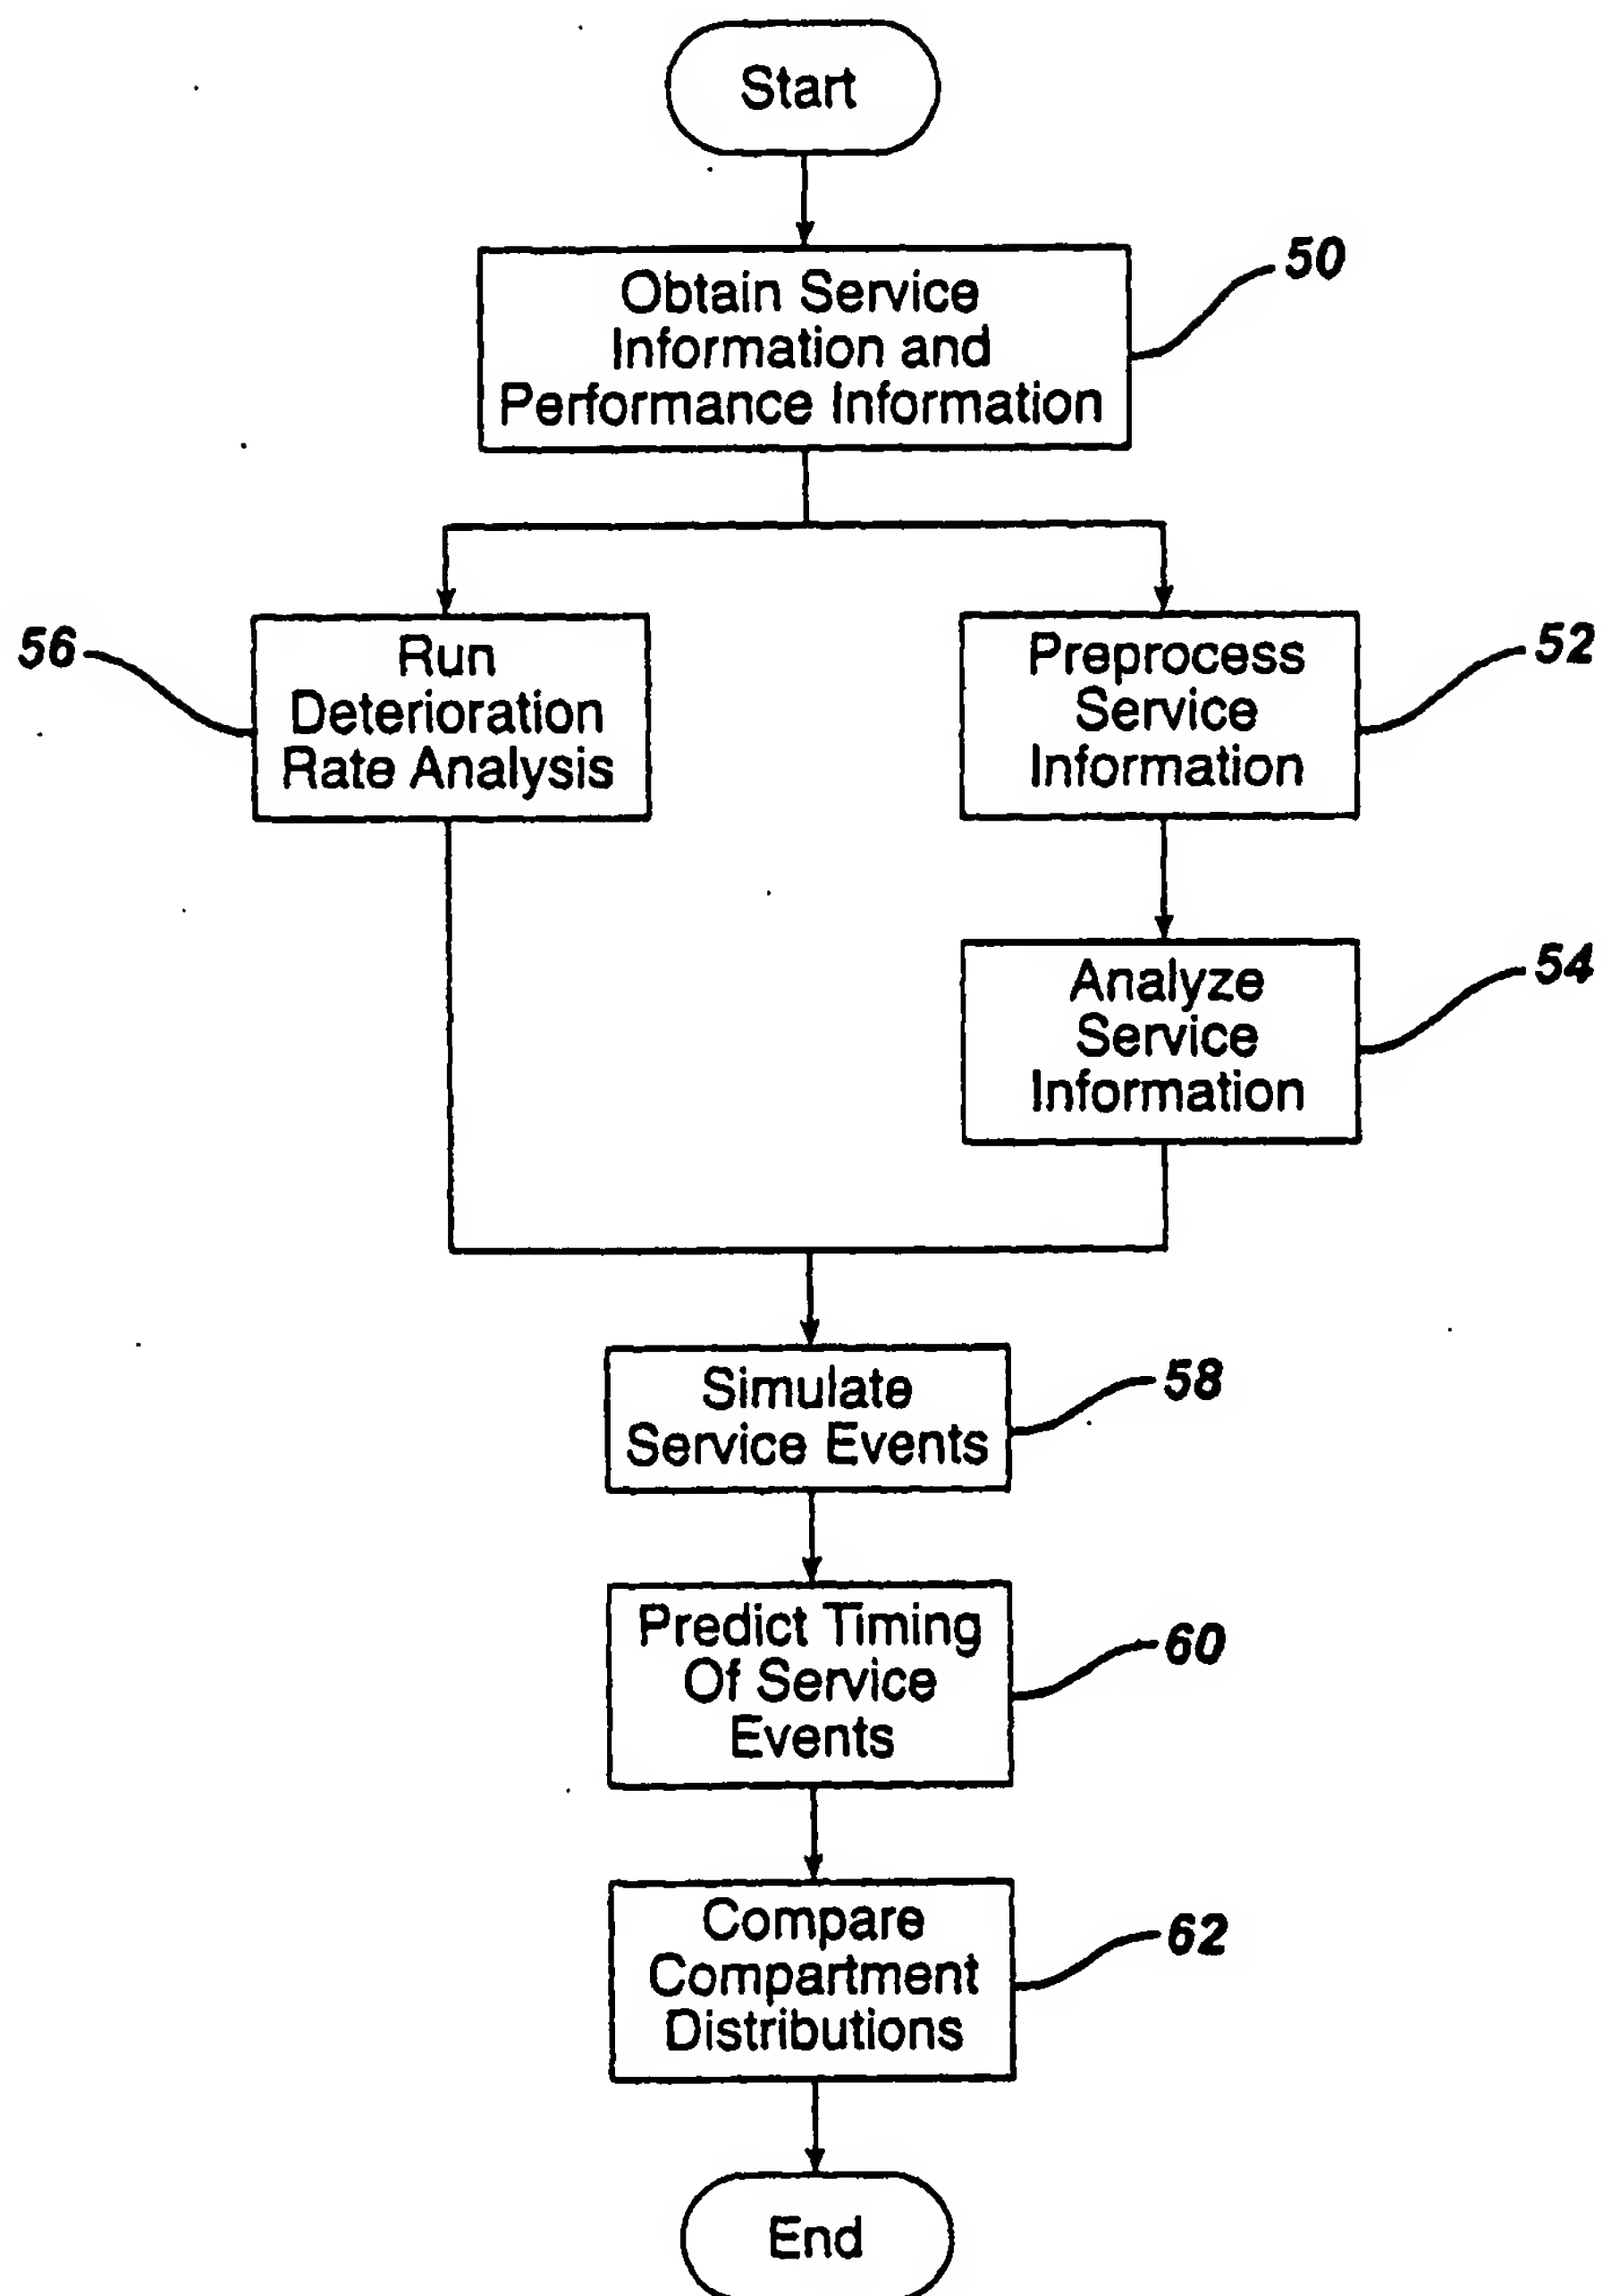 Start
Obtain Service
Information and
Performance Information
50
56
Run
Deterioration
Rate Analysis
Preprocess
Service
Information
52
Analyze
Service
Information
54
Simulate
Service Events
58
Predict Timing
Of Service
Events
60
Compare
Compartment
Distributions
62
End